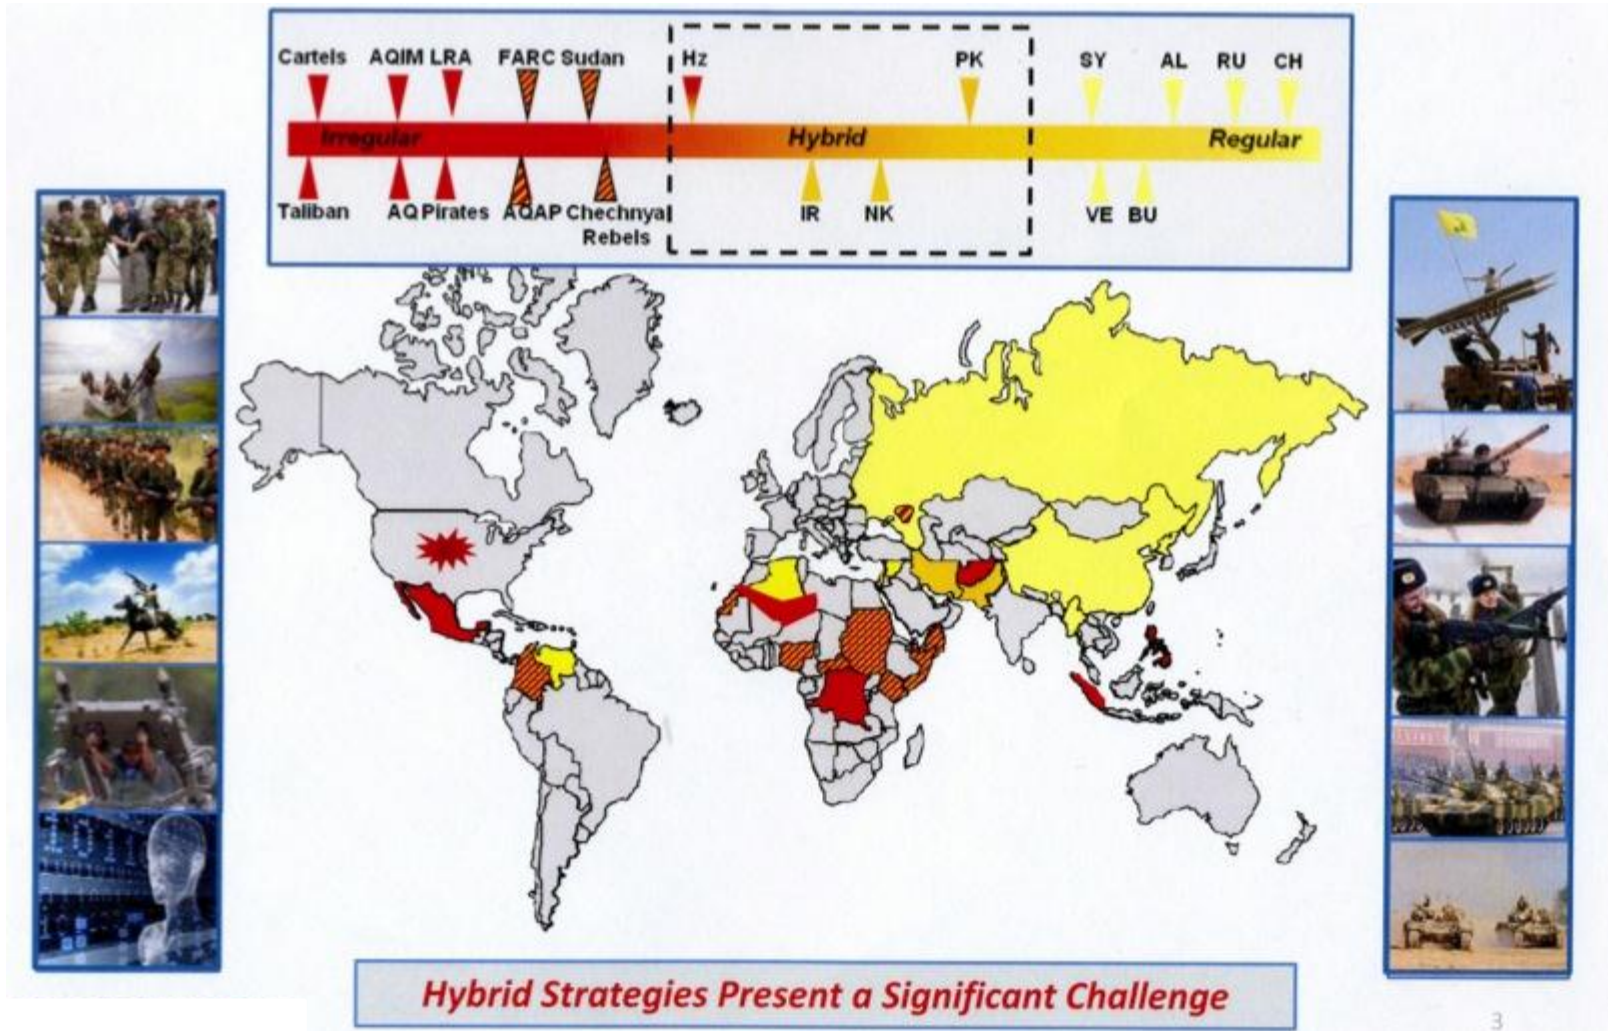 Cartels AQIM LRA FARC Sudan Hz PK SY AL RU CH
Irregular Hybrid Regular
Taliban AQ Pirates AQAP Chechnya IR NK VE BU
Rebels
Hybrid Strategies Present a Significant Challenge
3